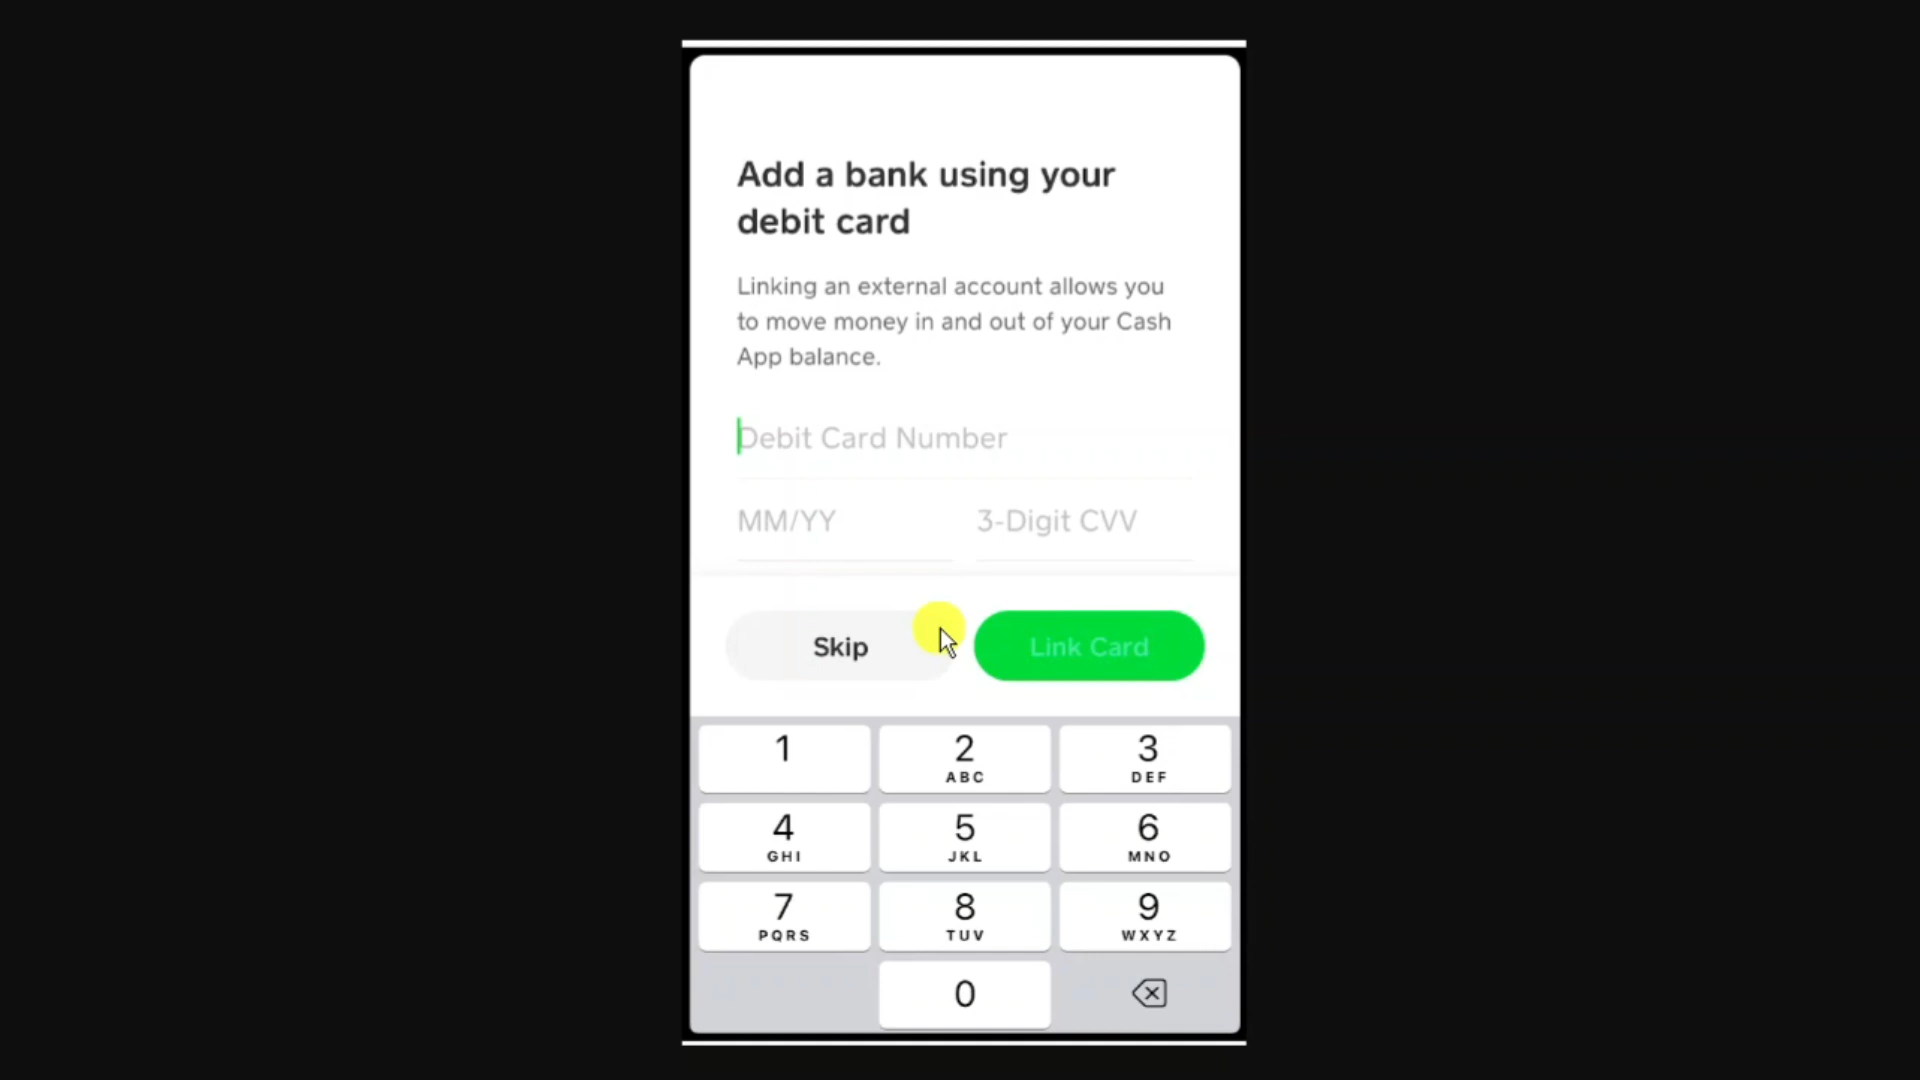 Add a bank using your
debit card
Linking an external account allows you
to move money in and out of your Cash
App balance.
Debit Card Number
MM/YY 3-Digit CVV
Skip Link Card
1 2 3
ABC DEF
4 5 6
GHI JKL MNO
7 8 9
PQRS TUV WXYZ
0